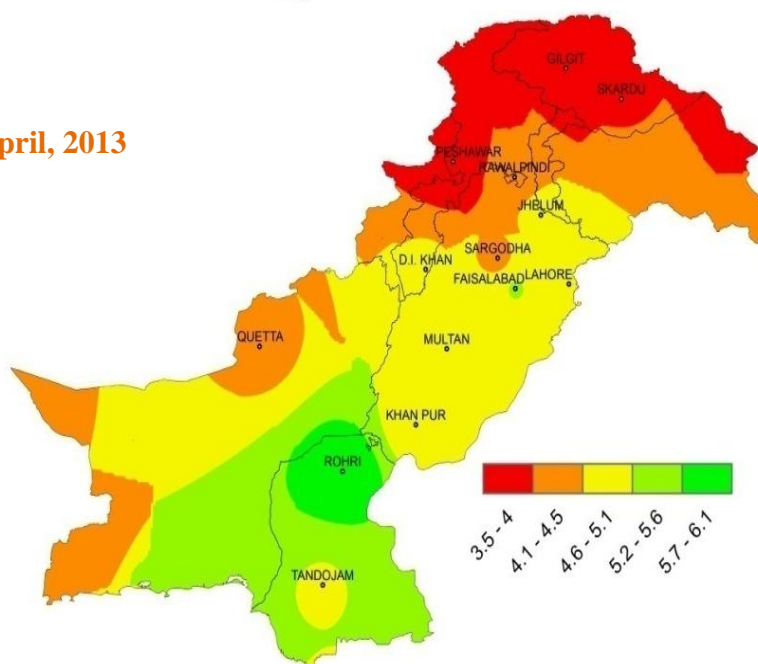 GILGIT
SKARDU
pril, 2013
PESHAWAR
RAWALPINDI
JHELUM
SARGODHA
D.I. KHAN
FAISALABAD
LAHORE
QUETTA
MULTAN
KHAN PUR
ROHRI
TANDOJAM
3.5 - 4
4.1 - 4.5
4.6 - 5.1
5.2 - 5.6
5.7 - 6.1